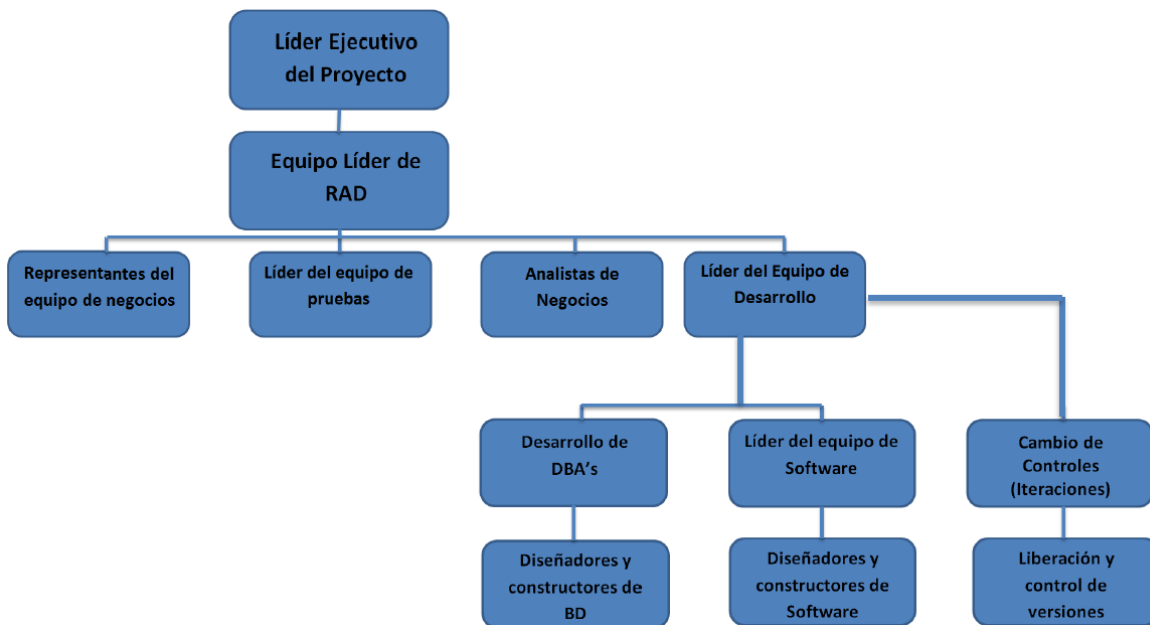 Líder Ejecutivo
del Proyecto
Equipo Líder de
RAD
Representantes del
equipo de negocios
Líder del equipo de
pruebas
Analistas de
Negocios
Líder del Equipo de
Desarrollo
Desarrollo de
DBA's
Líder del equipo de
Software
Cambio de
Controles
(Iteraciones)
Diseñadores y
constructores de
BD
Diseñadores y
constructores de
Software
Liberación y
control de
versiones